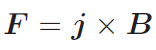 F = j × B